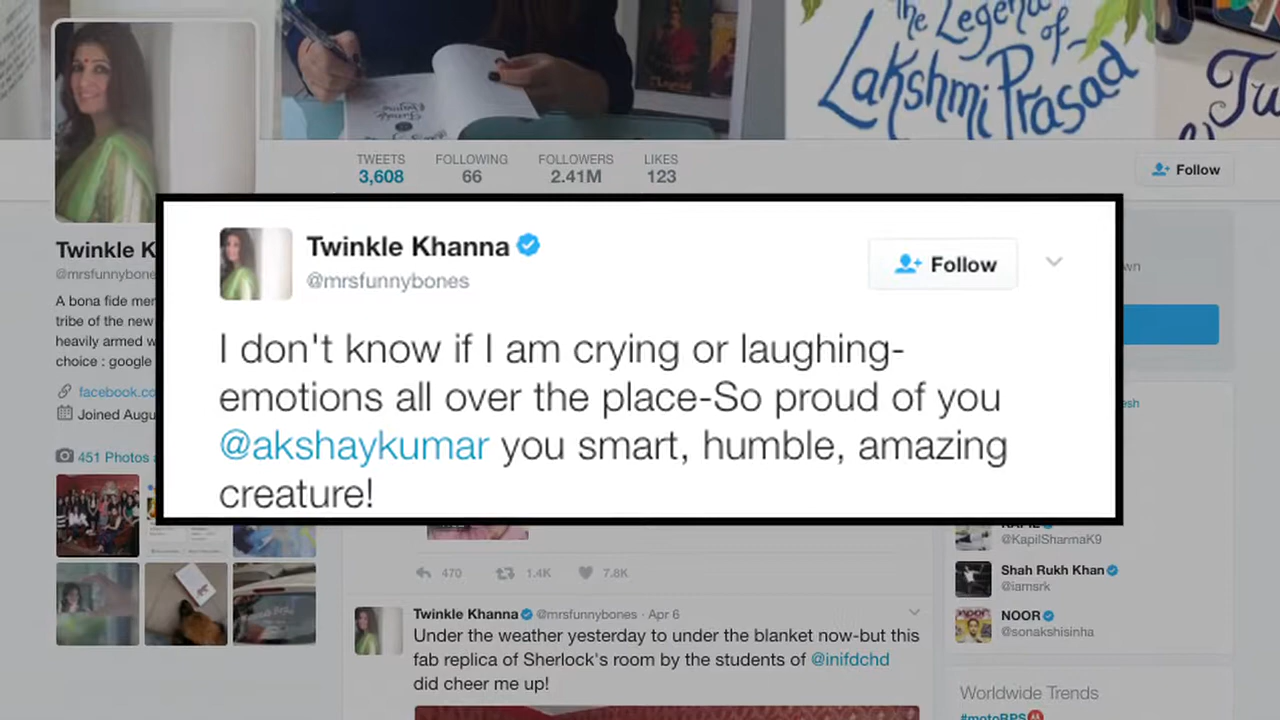 The Legend
of
Lakshmi Prasad
TWEETS FOLLOWING FOLLOWERS LIKES
3,608 66 2.41M 123
Follow
Twinkle K
@mrsfunnybone
A bona fide mer
tribe of the new
heavily armed w
choice : google
facebook.co
Joined Augu
451 Photos a
Twinkle Khanna
@mrsfunnybones
Follow
I don't know if I am crying or laughing-
emotions all over the place-So proud of you
@akshaykumar you smart, humble, amazing
creature!
470 1.4K 7.8K
Twinkle Khanna @mrsfunnybones · Apr 6
Under the weather yesterday to under the blanket now-but this
fab replica of Sherlock's room by the students of @inifdchd
did cheer me up!
@KapilSharmaK9
Shah Rukh Khan
@iamsrk
NOOR
@sonakshisinha
Worldwide Trends
#motoRPS